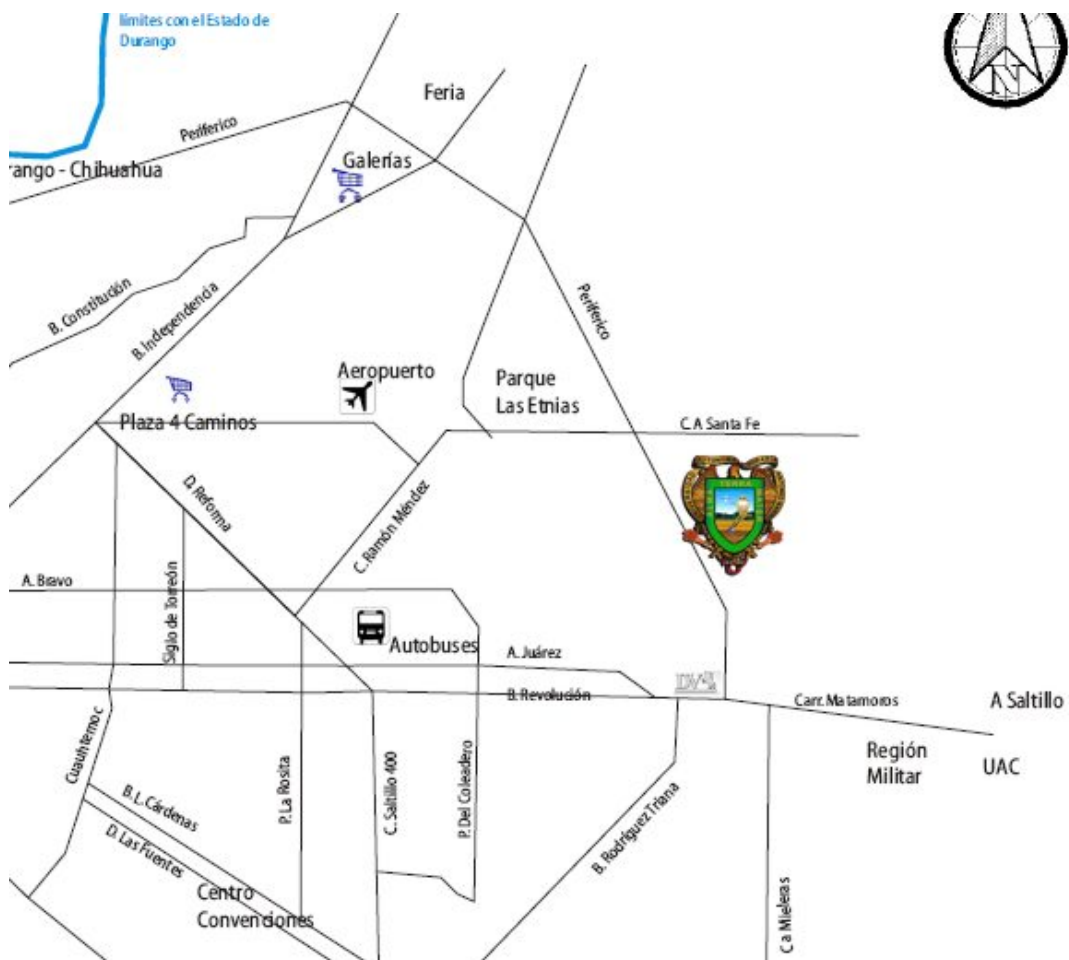 límites con el Estado de
Durango
N
Feria
Periferico
Galerías
rango - Chihuahua
B. Constitución
B. Independencia
Periferico
Aeropuerto
Parque
Las Etnias
Plaza 4 Caminos
C.A Santa Fe
D. Reforma
C. Ramón Méndez
A. Bravo
Siglo de Torreón
Autobuses
A. Juárez
B. Revolución
Carr. Matamoros
A Saltillo
Región
Militar
UAC
Cuauhtemoc
B. L. Cárdenas
D. Las Fuentes
P. La Rosita
C. Saltillo 400
P. Del Coleadero
B. Rodríguez Triana
C a Mieleras
Centro
Convenciones